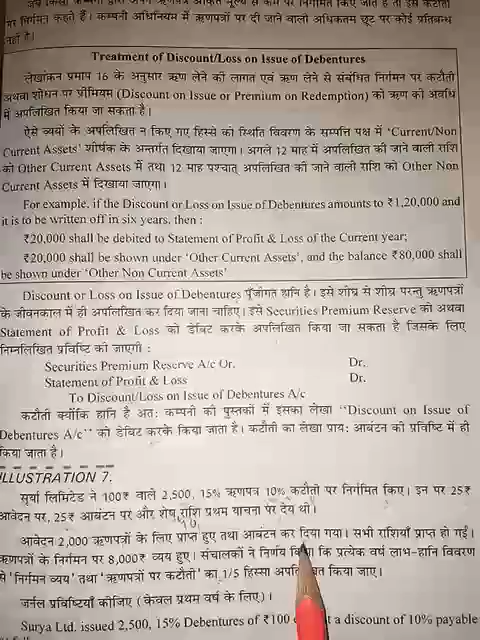 जब किसी कम्पनी द्वारा अपने ऋणपत्र अंकित मूल्य से कम पर निर्गमित किए जाते हैं तो इसे कटौती
पर निर्गमन कहते हैं। कम्पनी अधिनियम में ऋणपत्रों पर दी जाने वाली अधिकतम छूट पर कोई प्रतिबन्ध
नहीं है।
Treatment of Discount/Loss on Issue of Debentures
लेखांकन प्रमाप 16 के अनुसार ऋण लेने की लागत एवं ऋण लेने से संबंधित निर्गमन पर कटौती
अथवा शोधन पर प्रीमियम (Discount on Issue or Premium on Redemption) को ऋण की अवधि
में अपलिखित किया जा सकता है।
ऐसे व्ययों के अपलिखित न किए गए हिस्से को स्थिति विवरण के सम्पत्ति पक्ष में 'Current/Non
Current Assets' शीर्षक के अन्तर्गत दिखाया जाएगा। अगले 12 माह में अपलिखित की जाने वाली राशि
को Other Current Assets में तथा 12 माह पश्चात् अपलिखित की जाने वाली राशि को Other Non
Current Assets में दिखाया जाएगा।
For example, if the Discount or Loss on Issue of Debentures amounts to ₹1,20,000 and
it is to be written off in six years, then :
₹20,000 shall be debited to Statement of Profit & Loss of the Current year;
₹20,000 shall be shown under 'Other Current Assets', and the balance ₹80,000 shall
be shown under 'Other Non Current Assets'
Discount or Loss on Issue of Debentures पूँजीगत हानि है। इसे शीघ्र से शीघ्र परन्तु ऋणपत्रों
के जीवनकाल में ही अपलिखित कर दिया जाना चाहिए। इसे Securities Premium Reserve को अथवा
Statement of Profit & Loss को डेबिट करके अपलिखित किया जा सकता है जिसके लिए
निम्नलिखित प्रविष्टि की जाएगी :
Securities Premium Reserve A/c Or. Dr.
Statement of Profit & Loss Dr.
To Discount/Loss on Issue of Debentures A/c
कटौती क्योंकि हानि है अतः कम्पनी की पुस्तकों में इसका लेखा "Discount on Issue of
Debentures A/c" को डेबिट करके किया जाता है। कटौती का लेखा प्रायः आबंटन की प्रविष्टि में ही
किया जाता है।
ILLUSTRATION 7.
सूर्या लिमिटेड ने 100₹ वाले 2,500, 15% ऋणपत्र 10% कटौती पर निर्गमित किए। इन पर 25₹
आवेदन पर, 25₹ आबंटन पर और शेष राशि प्रथम याचना पर देय थी।
आवेदन 2,000 ऋणपत्रों के लिए प्राप्त हुए तथा आबंटन कर दिया गया। सभी राशियाँ प्राप्त हो गईं।
ऋणपत्रों के निर्गमन पर 8,000₹ व्यय हुए। संचालकों ने निर्णय किया कि प्रत्येक वर्ष लाभ-हानि विवरण
से 'निर्गमन व्यय' तथा 'ऋणपत्रों पर कटौती' का 1/5 हिस्सा अपलिखित किया जाए।
जर्नल प्रविष्टियाँ कीजिए (केवल प्रथम वर्ष के लिए)।
Surya Ltd. issued 2,500, 15% Debentures of ₹100 at a discount of 10% payable